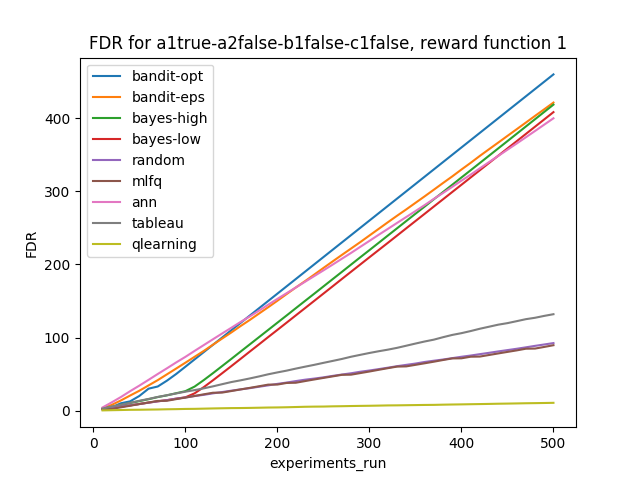 FDR for a1true-a2false-b1false-c1false, reward function 1
bandit-opt
bandit-eps
bayes-high
bayes-low
random
mlfq
ann
tableau
qlearning
FDR
400
300
200
100
0
0 100 200 300 400 500
experiments_run